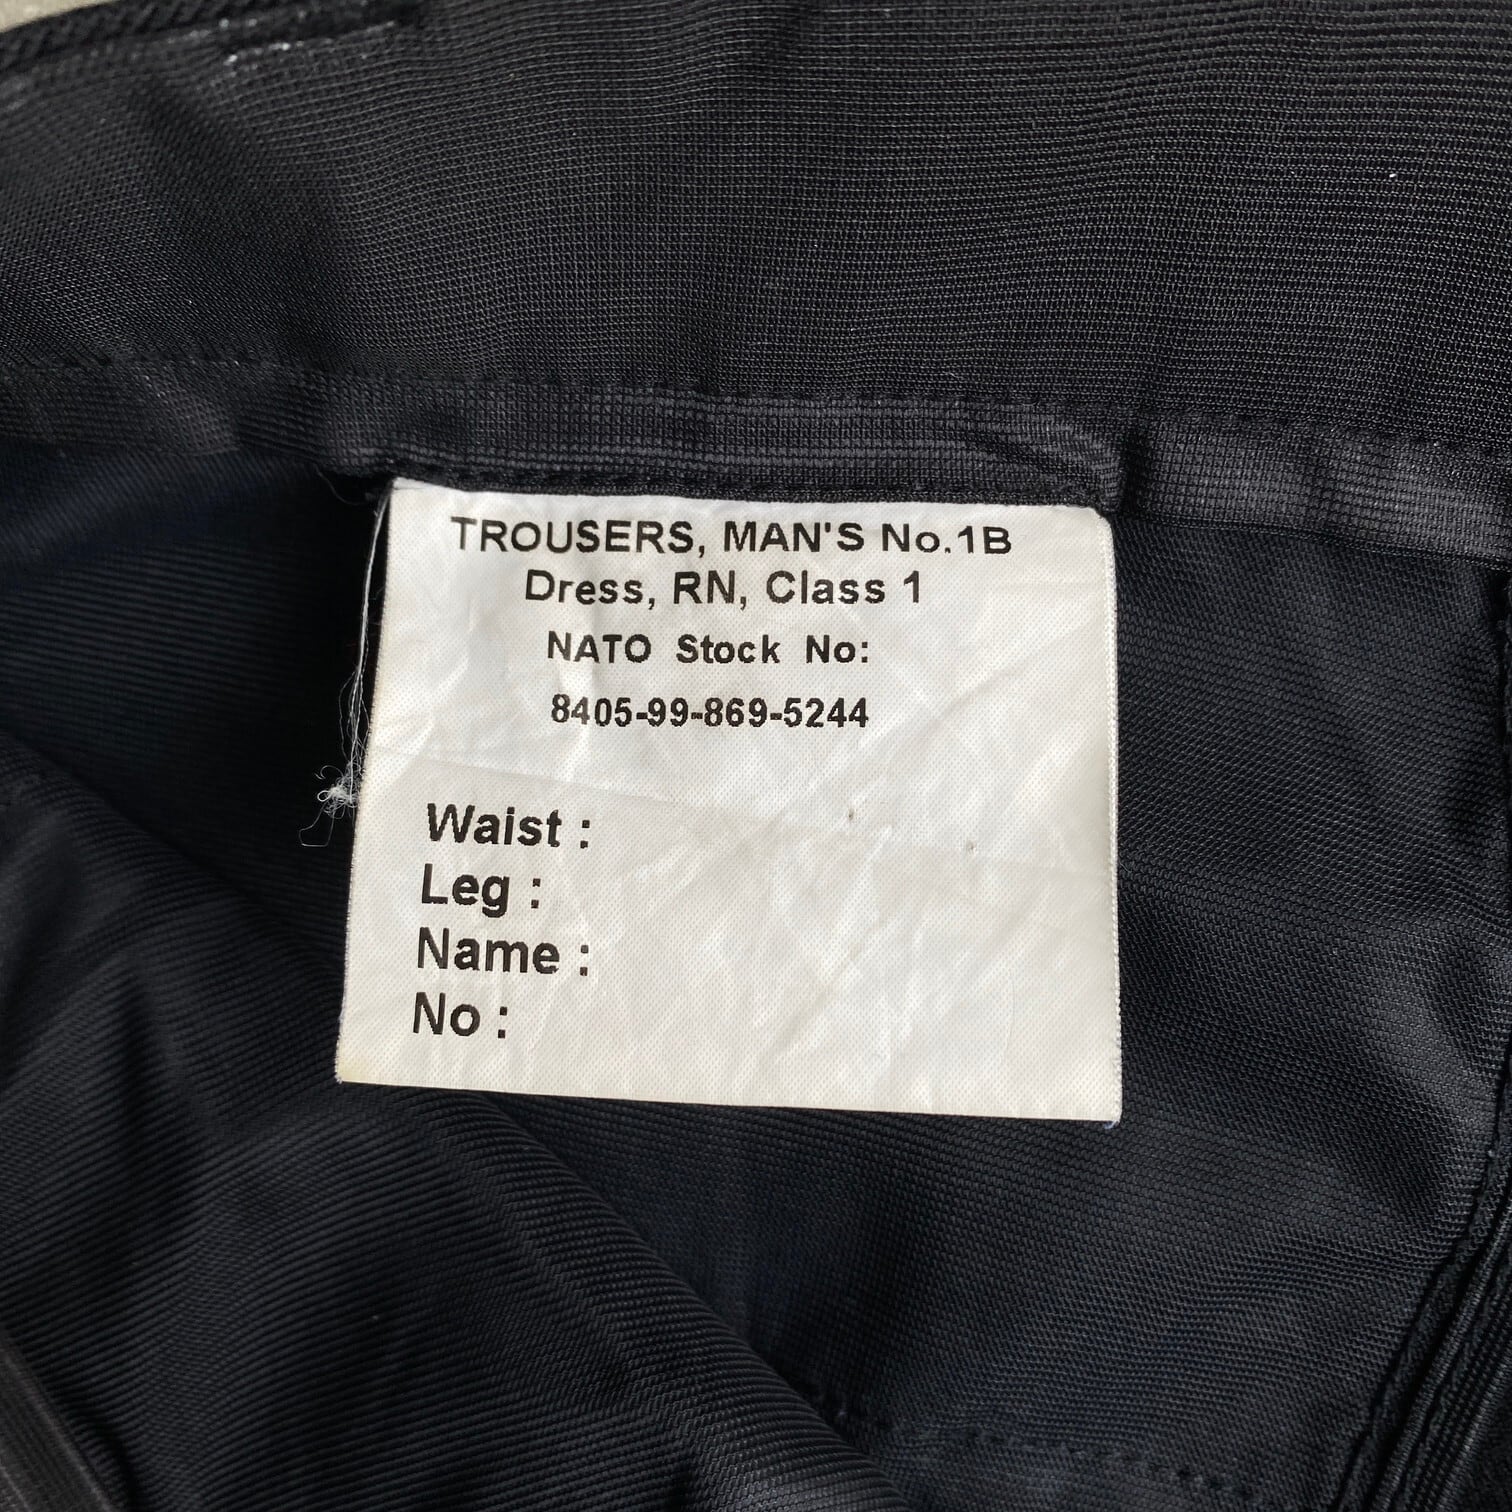 TROUSERS, MAN'S No.1B
Dress, RN, Class 1
NATO Stock No:
8405-99-869-5244
Waist :
Leg :
Name :
No :